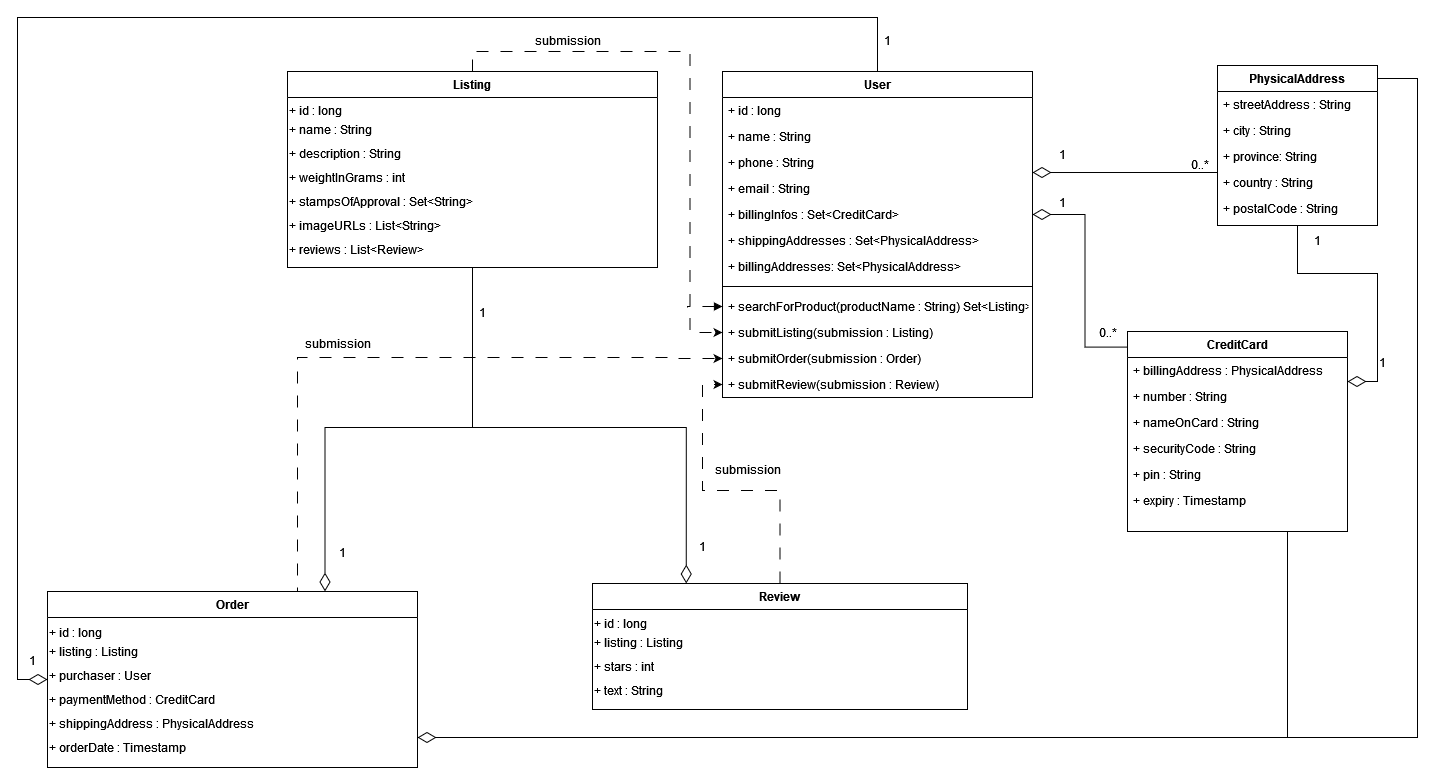 submission
1
Listing
+ id : long
+ name : String
+ description : String
+ weightInGrams : int
+ stampsOfApproval : Set<String>
+ imageURLs : List<String>
+ reviews : List<Review>
User
+ id : long
+ name : String
+ phone : String
+ email : String
+ billingInfos : Set<CreditCard>
+ shippingAddresses : Set<PhysicalAddress>
+ billingAddresses: Set<PhysicalAddress>
+ searchForProduct(productName : String) Set<Listing>
+ submitListing(submission : Listing)
+ submitOrder(submission : Order)
+ submitReview(submission : Review)
PhysicalAddress
+ streetAddress : String
+ city : String
+ province: String
+ country : String
+ postalCode : String
1
0..*
1
1
0..*
1
CreditCard
+ billingAddress : PhysicalAddress
+ number : String
+ nameOnCard : String
+ securityCode : String
+ pin : String
+ expiry : Timestamp
1
submission
submission
1
1
Order
+ id : long
+ listing : Listing
+ purchaser : User
+ paymentMethod : CreditCard
+ shippingAddress : PhysicalAddress
+ orderDate : Timestamp
1
Review
+ id : long
+ listing : Listing
+ stars : int
+ text : String